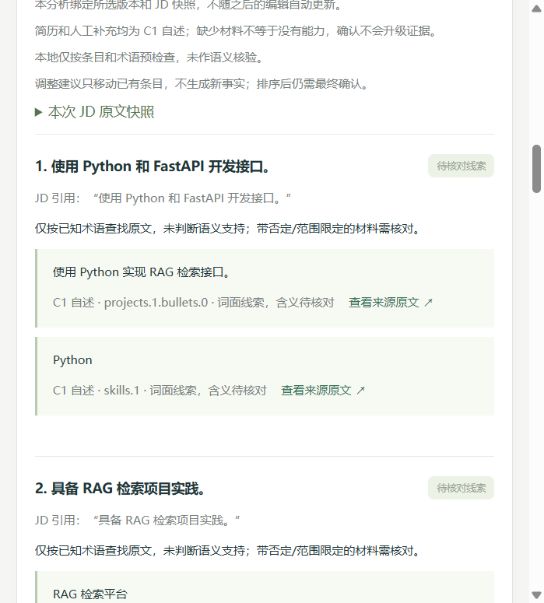 本分析绑定所选版本和 JD 快照，不随之后的编辑自动更新。
简历和人工补充均为 C1 自述；缺少材料不等于没有能力，确认不会升级证据。
本地仅按条目和术语预检查，未作语义核验。
调整建议只移动已有条目，不生成新事实；排序后仍需最终确认。
▶ 本次 JD 原文快照
1. 使用 Python 和 FastAPI 开发接口。
待核对线索
JD 引用： “使用 Python 和 FastAPI 开发接口。”
仅按已知术语查找原文，未判断语义支持；带否定/范围限定的材料需核对。
使用 Python 实现 RAG 检索接口。
C1 自述 · projects.1.bullets.0 · 词面线索，含义待核对 查看来源原文 ↗
Python
C1 自述 · skills.1 · 词面线索，含义待核对 查看来源原文 ↗
2. 具备 RAG 检索项目实践。
待核对线索
JD 引用： “具备 RAG 检索项目实践。”
仅按已知术语查找原文，未判断语义支持；带否定/范围限定的材料需核对。
RAG 检索平台